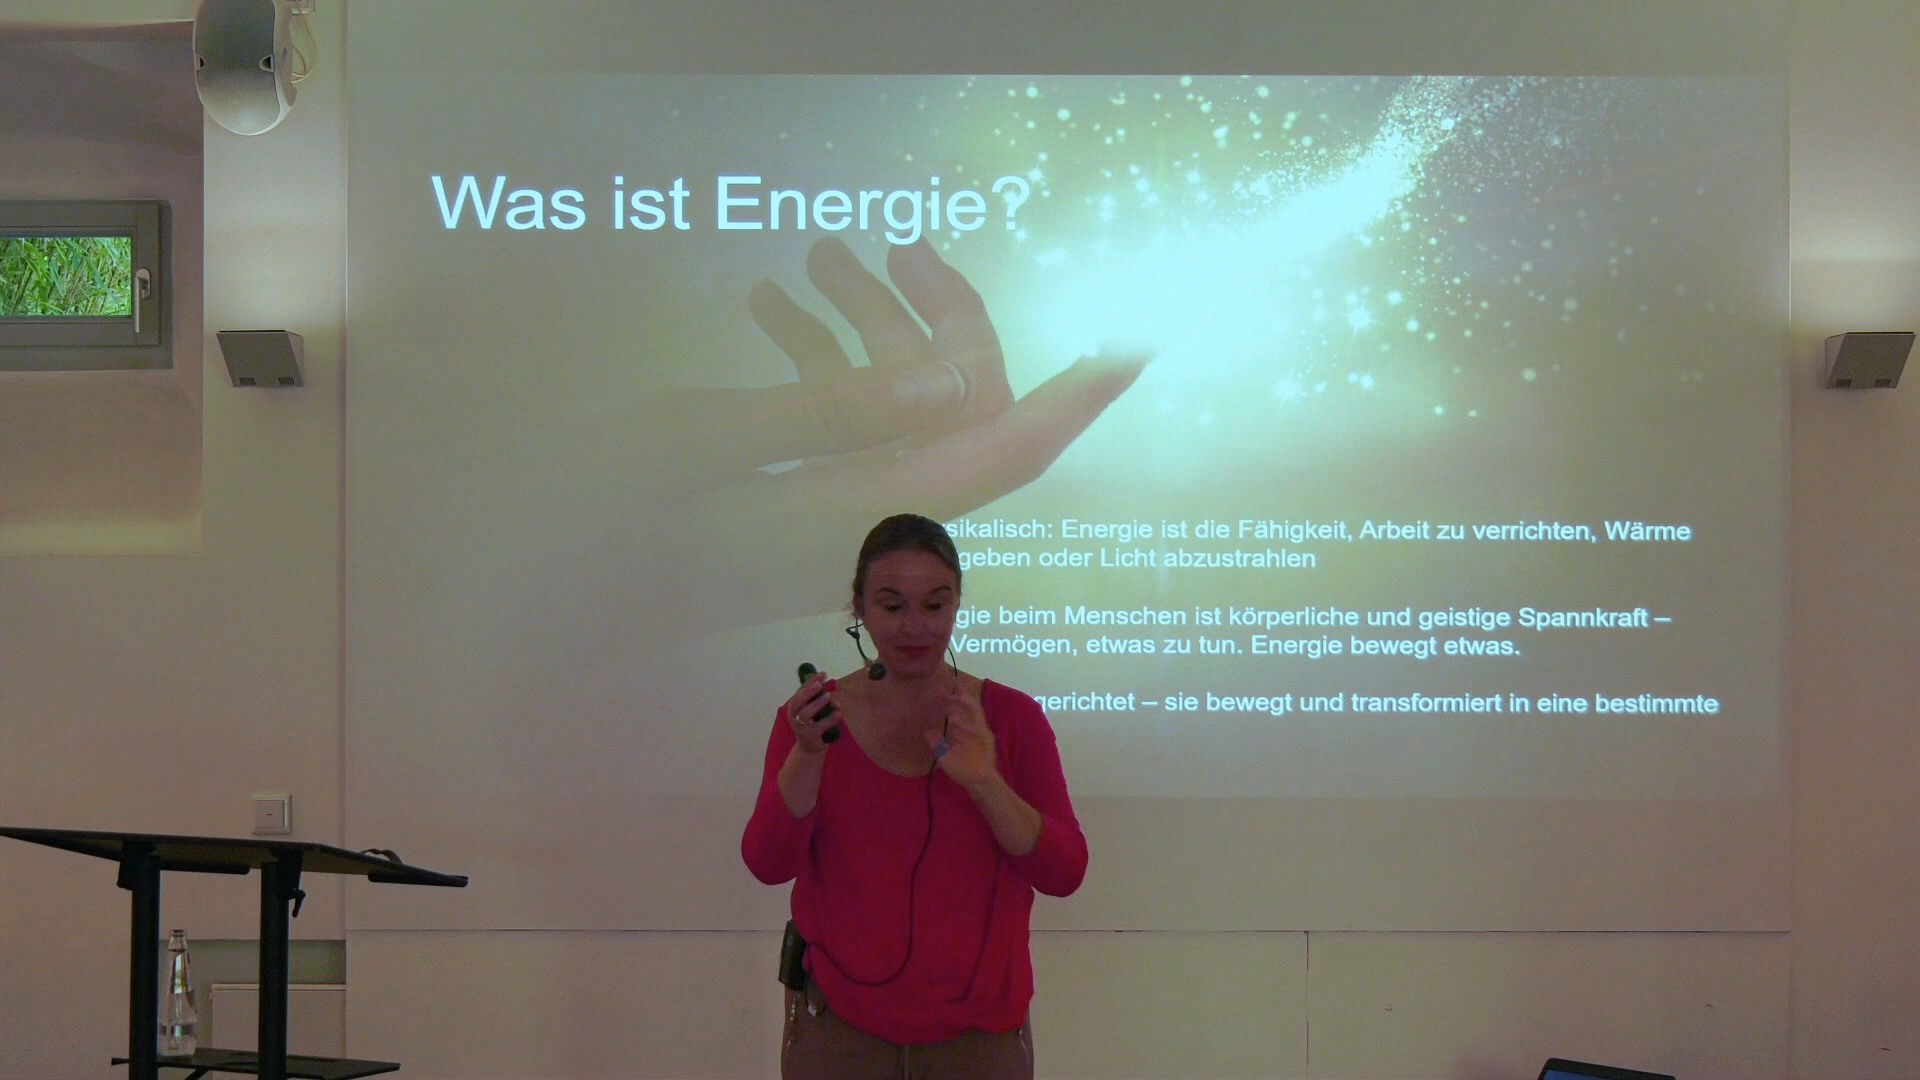 Was ist Energie?
sikalisch: Energie ist die Fähigkeit, Arbeit zu verrichten, Wärme
geben oder Licht abzustrahlen
gie beim Menschen ist körperliche und geistige Spannkraft –
Vermögen, etwas zu tun. Energie bewegt etwas.
gerichtet – sie bewegt und transformiert in eine bestimmte